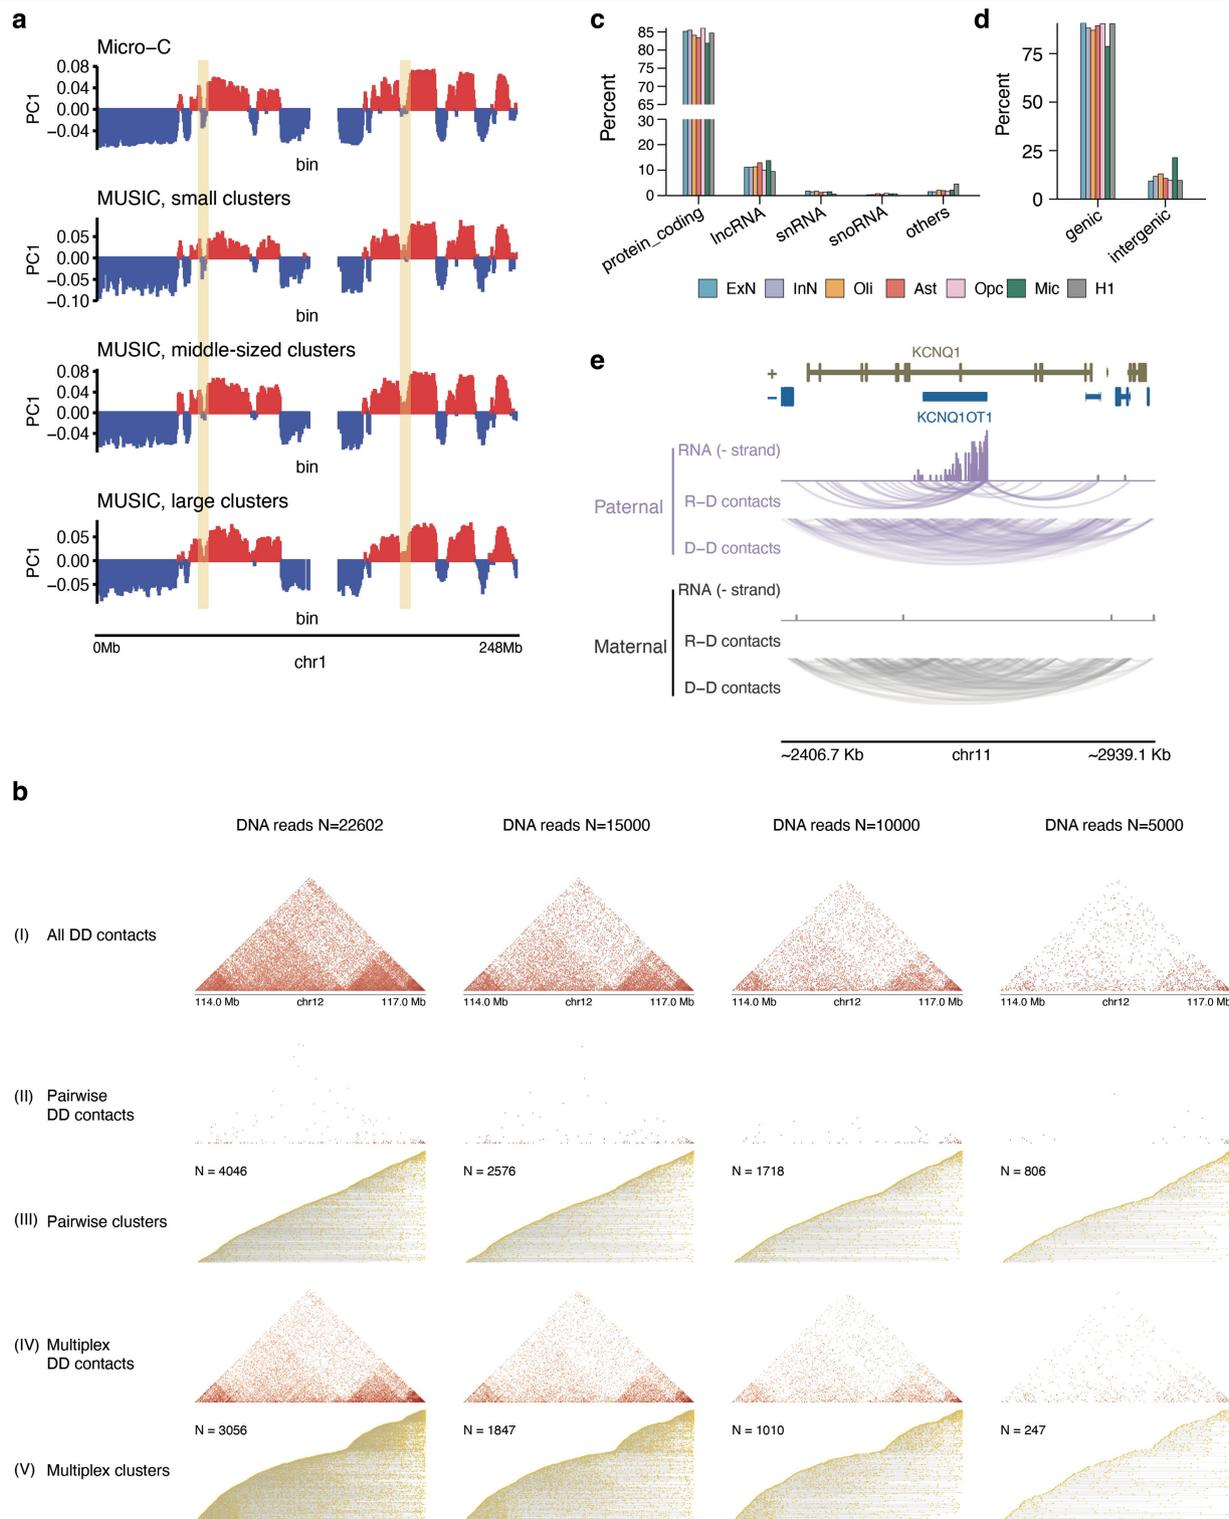 a
Micro−C
0.08
0.04
0.00
−0.04
PC1
bin
MUSIC, small clusters
0.05
0.00
−0.05
−0.10
PC1
bin
MUSIC, middle-sized clusters
0.08
0.04
0.00
−0.04
PC1
bin
MUSIC, large clusters
0.05
0.00
−0.05
PC1
bin
0Mb
248Mb
chr1
c
85
80
75
70
65
30
20
10
0
Percent
protein_coding
lncRNA
snRNA
snoRNA
others
d
75
50
25
0
Percent
genic
intergenic
ExN InN Oli Ast Opc Mic H1
e
KCNQ1
+
−
KCNQ1OT1
Paternal
RNA (- strand)
R−D contacts
D−D contacts
Maternal
RNA (- strand)
R−D contacts
D−D contacts
~2406.7 Kb chr11 ~2939.1 Kb
b
DNA reads N=22602 DNA reads N=15000 DNA reads N=10000 DNA reads N=5000
(I) All DD contacts
114.0 Mb chr12 117.0 Mb 114.0 Mb chr12 117.0 Mb 114.0 Mb chr12 117.0 Mb 114.0 Mb chr12 117.0 Mb
(II) Pairwise
DD contacts
N = 4046 N = 2576 N = 1718 N = 806
(III) Pairwise clusters
(IV) Multiplex
DD contacts
N = 3056 N = 1847 N = 1010 N = 247
(V) Multiplex clusters